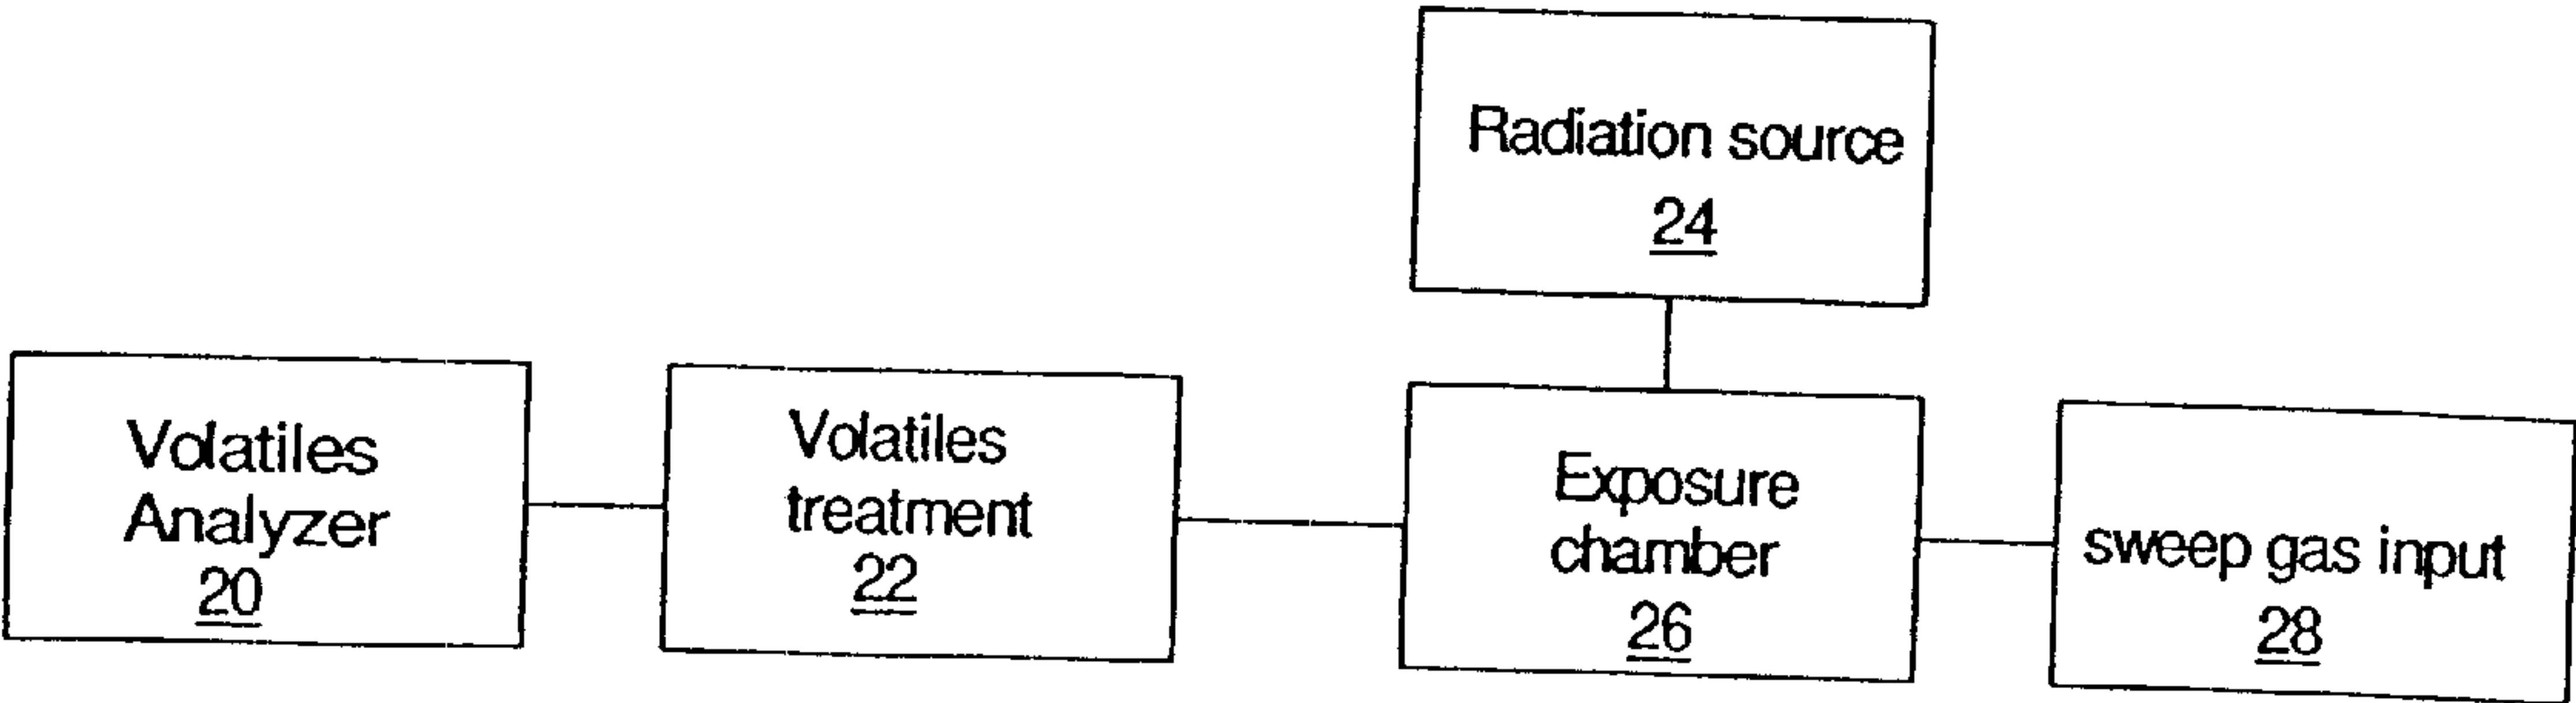 Radiation source
24
Volatiles
Analyzer
20
Volatiles
treatment
22
Exposure
chamber
26
sweep gas input
28